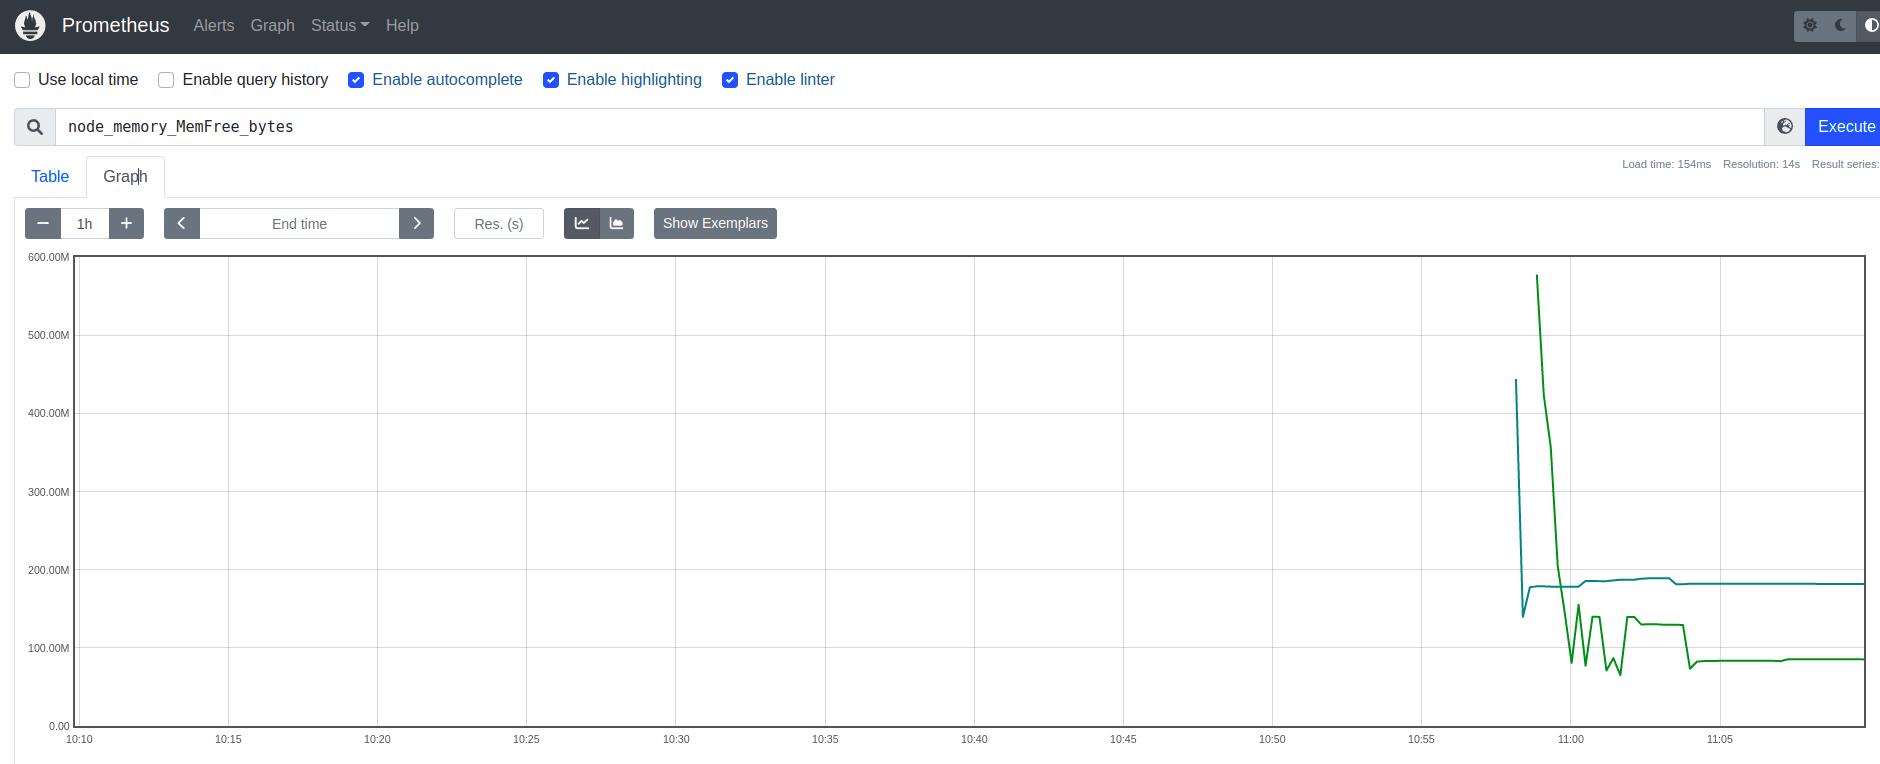 Prometheus Alerts Graph Status Help
Use local time Enable query history Enable autocomplete Enable highlighting Enable linter
node_memory_MemFree_bytes Execute
Load time: 154ms Resolution: 14s Result series:
Table Graph
1h End time Res. (s) Show Exemplars
600.00M
500.00M
400.00M
300.00M
200.00M
100.00M
0.00
10:10 10:15 10:20 10:25 10:30 10:35 10:40 10:45 10:50 10:55 11:00 11:05